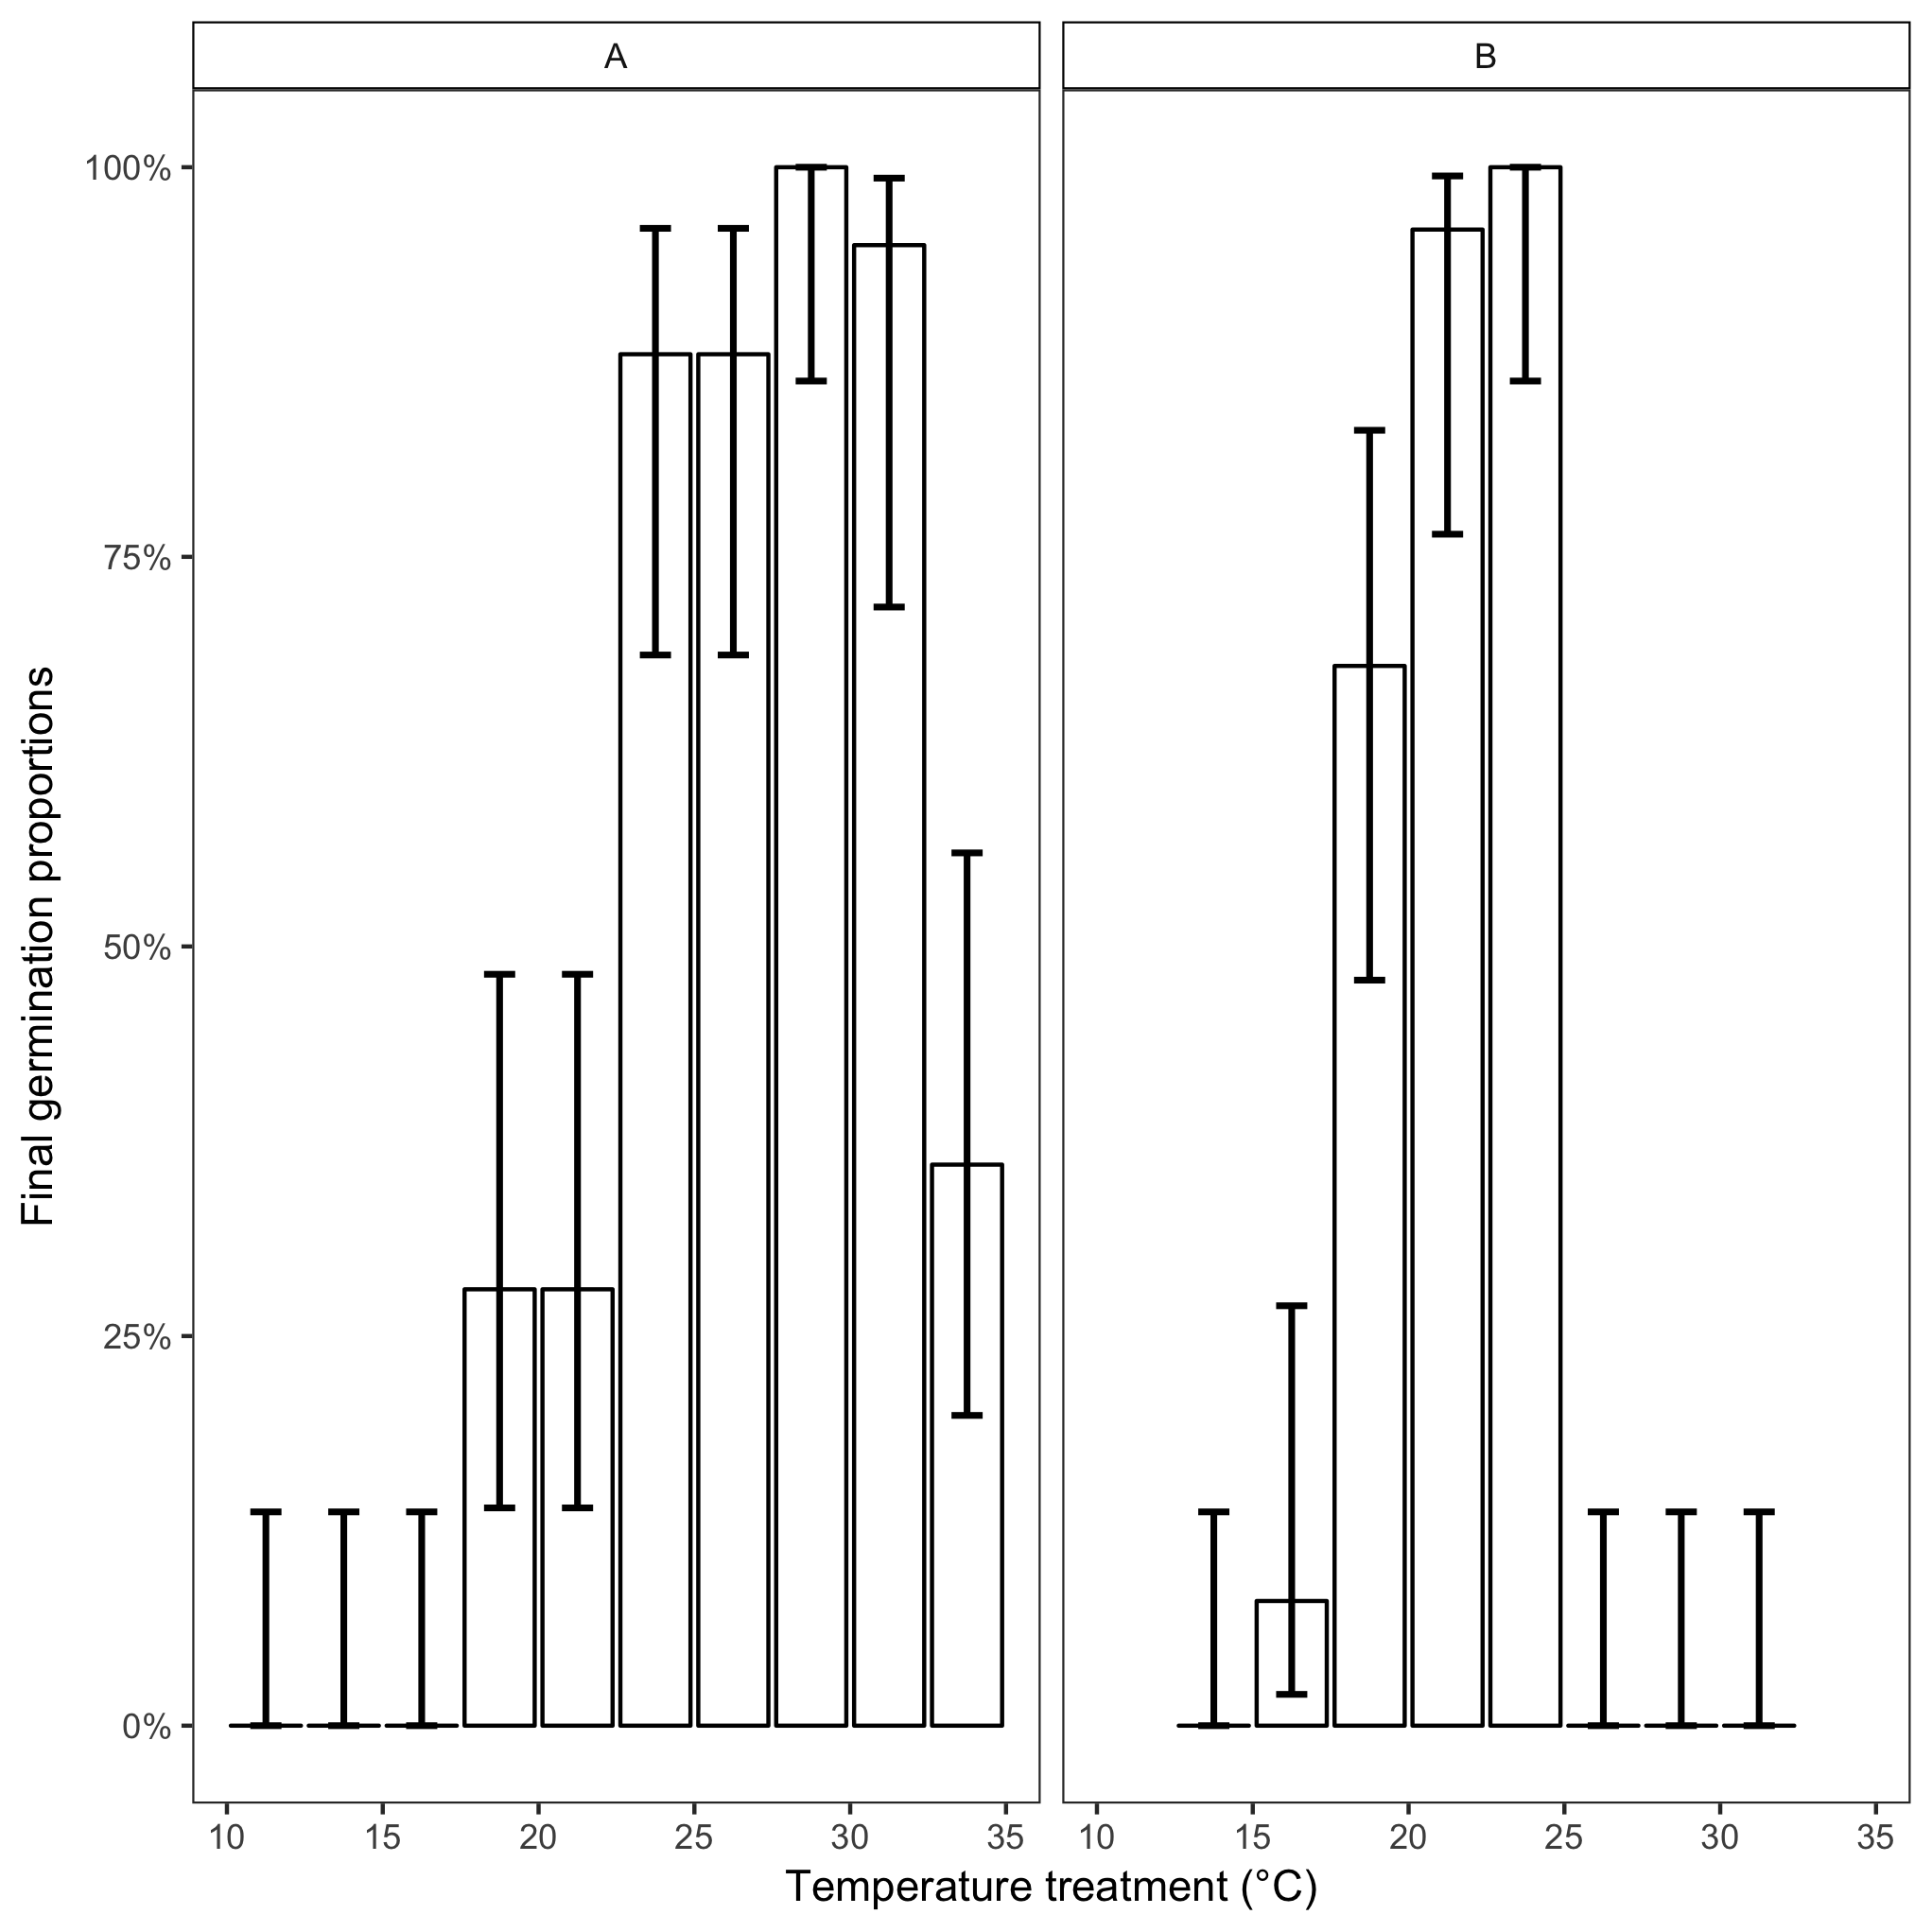 A
B
Final germination proportions
100%
75%
50%
25%
0%
10 15 20 25 30 35
10 15 20 25 30 35
Temperature treatment (°C)